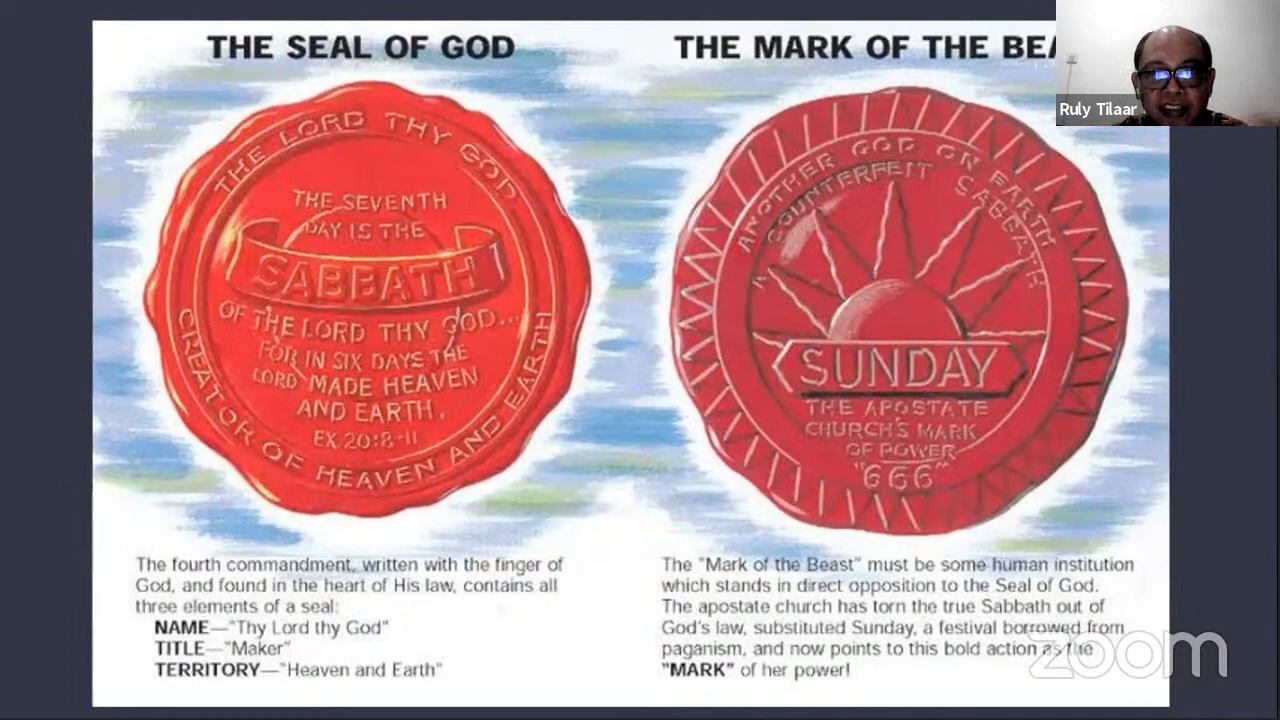 THE SEAL OF GOD
THE LORD THY GOD
THE SEVENTH
DAY IS THE
SABBATH
OF THE LORD THY GOD...
FOR IN SIX DAYS THE
LORD MADE HEAVEN
AND EARTH.
EX 20:8-11
CREATOR OF HEAVEN AND EARTH
The fourth commandment, written with the finger of
God, and found in the heart of His law, contains all
three elements of a seal:
NAME—"Thy Lord thy God"
TITLE—"Maker"
TERRITORY—"Heaven and Earth"
THE MARK OF THE BEA
ANOTHER GOD ON EARTH
A COUNTERFEIT SABBATH
SUNDAY
THE APOSTATE
CHURCH'S MARK
OF POWER
"666"
The "Mark of the Beast" must be some human institution
which stands in direct opposition to the Seal of God.
The apostate church has torn the true Sabbath out of
God's law, substituted Sunday, a festival borrowed from
paganism, and now points to this bold action as the
"MARK" of her power!
Ruly Tilaar
zoom